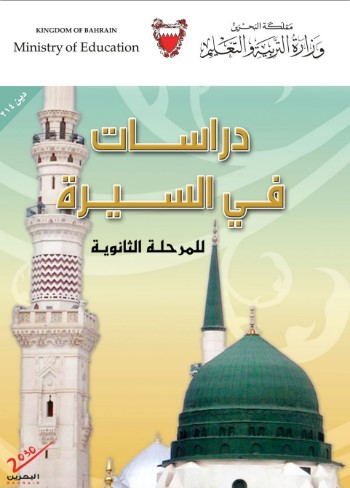 KINGDOM OF BAHRAIN
Ministry of Education
مملكة البحرين
وزارة التربية والتعليم
دين ٢١٤
دراسات
في السيرة
للمرحلة الثانوية
2030
البحرين
BAHRAIN